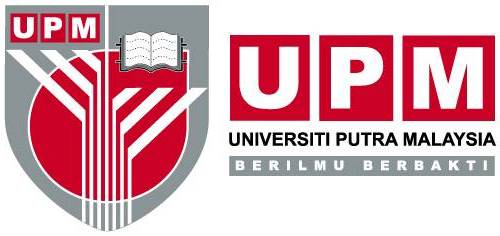 UPM
UPM
UNIVERSITI PUTRA MALAYSIA
BERILMU BERBAKTI